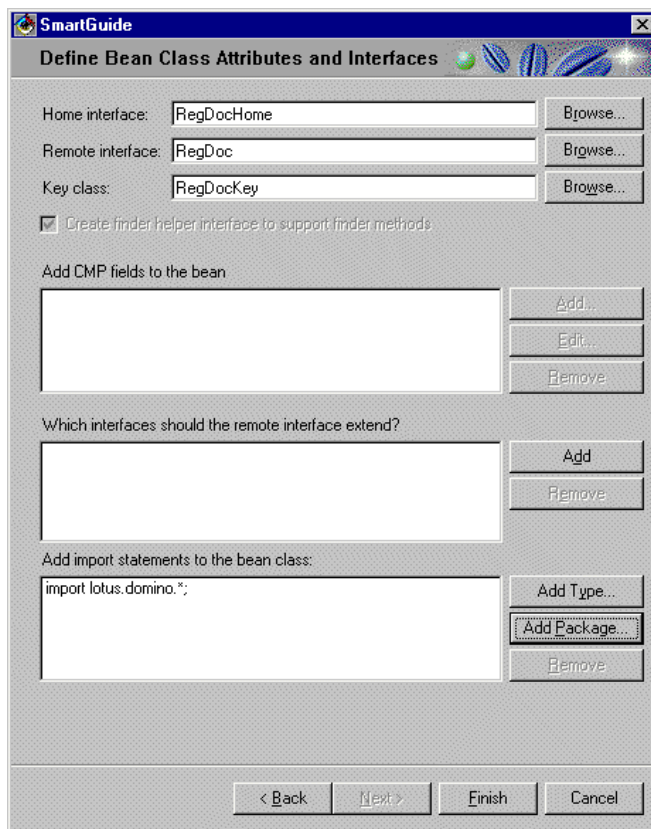 SmartGuide
Define Bean Class Attributes and Interfaces
Home interface: RegDocHome Browse...
Remote interface: RegDoc Browse...
Key class: RegDocKey Browse...
Create finder helper interface to support finder methods
Add CMP fields to the bean
Add...
Edit...
Remove
Which interfaces should the remote interface extend?
Add
Remove
Add import statements to the bean class:
import lotus.domino.*;
Add Type...
Add Package...
Remove
< Back Next > Finish Cancel